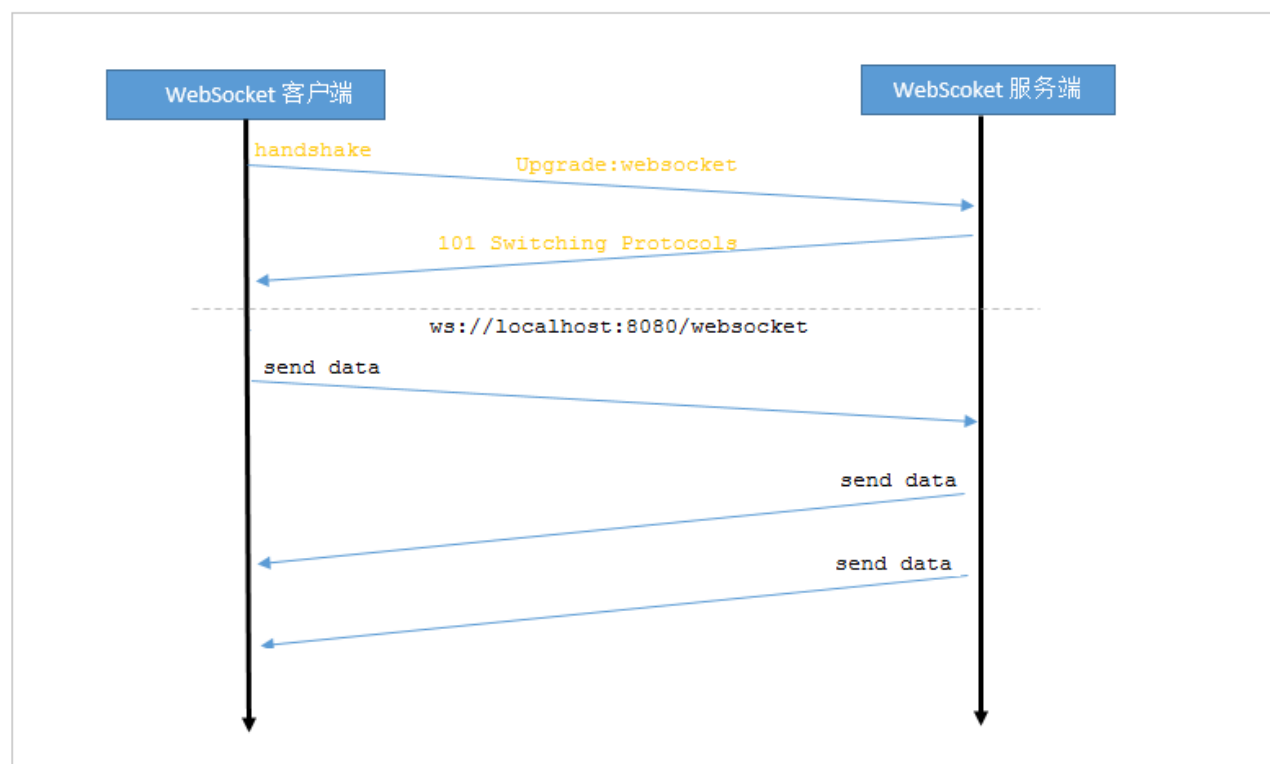 WebSocket 客户端
WebScoket 服务端
handshake
Upgrade:websocket
101 Switching Protocols
ws://localhost:8080/websocket
send data
send data
send data